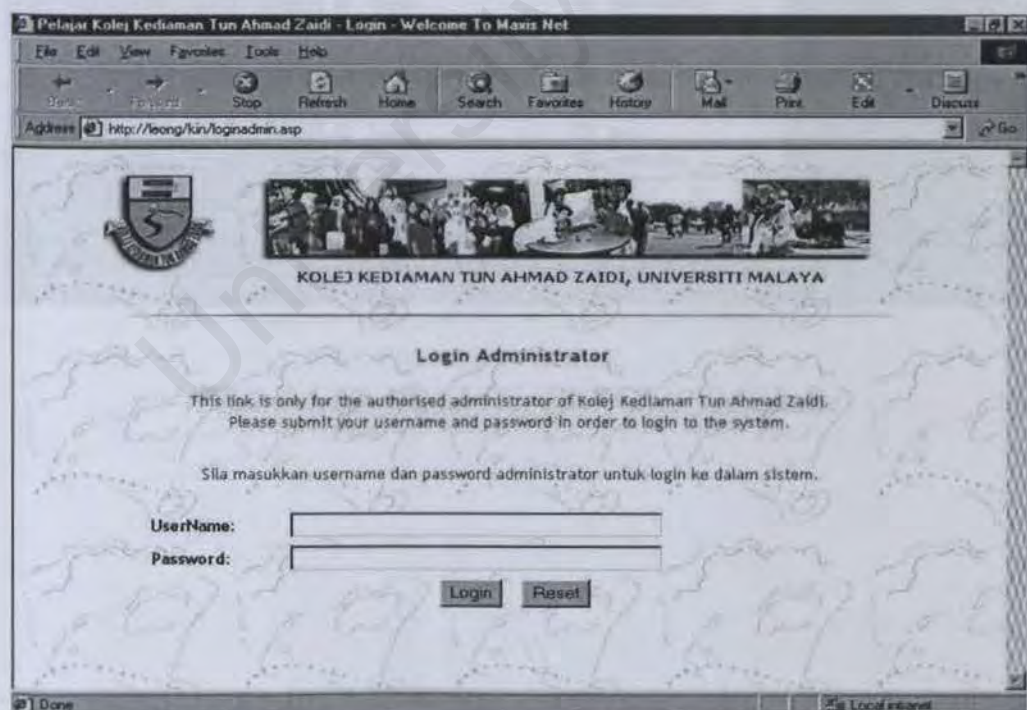 Pelajar Kolej Kediaman Tun Ahmad Zaidi - Login - Welcome To Maxis Net
File Edit View Favorites Tools Help
Back Forward Stop Refresh Home Search Favorites History Mail Print Edit Discuss
Address http://leong/kin/loginadmin.asp Go
KOLEJ KEDIAMAN TUN AHMAD ZAIDI, UNIVERSITI MALAYA
Login Administrator
This link is only for the authorised administrator of Kolej Kediaman Tun Ahmad Zaidi.
Please submit your username and password in order to login to the system.
Sila masukkan username dan password administrator untuk login ke dalam sistem.
UserName:
Password:
Login Reset
Done Local intranet
University